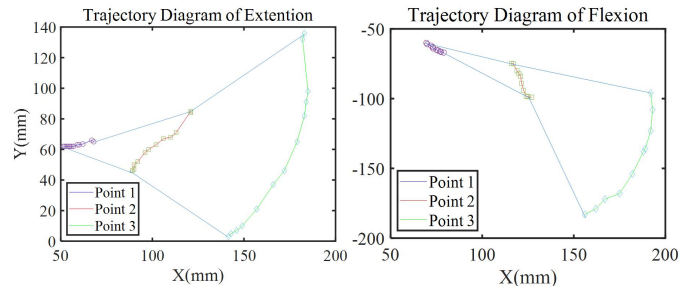 Trajectory Diagram of Extention
140
120
100
80
60
40
20
0
Y(mm)
50
100
150
200
X(mm)
Point 1
Point 2
Point 3
Trajectory Diagram of Flexion
-50
-100
-150
-200
50
100
150
200
X(mm)
Point 1
Point 2
Point 3